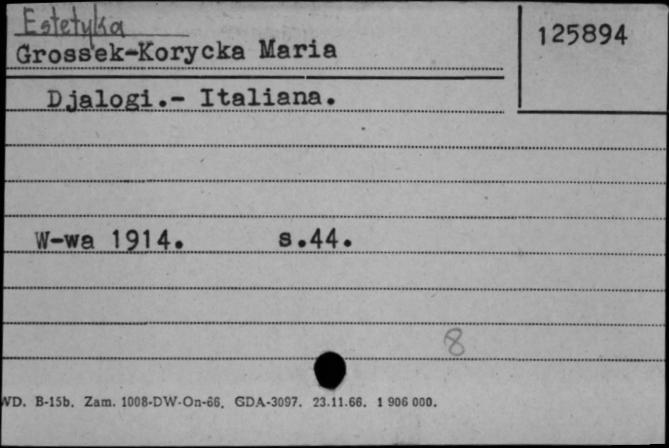 Estetyka
125894
Grossek-Korycka Maria
Djalogi.- Italiana.
W-wa 1914. s.44.
8
WD. B-15b. Zam. 1008-DW-On-66. GDA-3097. 23.11.66. 1 906 000.